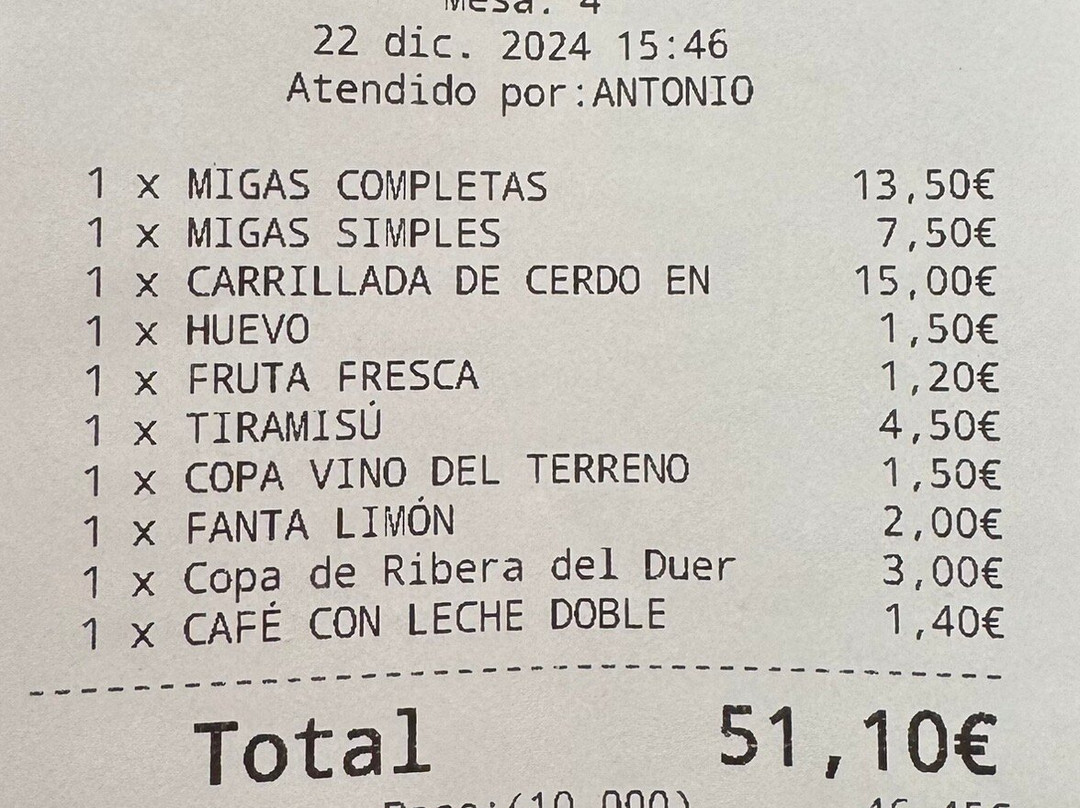 Mesa: 4
22 dic. 2024 15:46
Atendido por:ANTONIO
1 x MIGAS COMPLETAS 13,50€
1 x MIGAS SIMPLES 7,50€
1 x CARRILLADA DE CERDO EN 15,00€
1 x HUEVO 1,50€
1 x FRUTA FRESCA 1,20€
1 x TIRAMISÚ 4,50€
1 x COPA VINO DEL TERRENO 1,50€
1 x FANTA LIMÓN 2,00€
1 x Copa de Ribera del Duer 3,00€
1 x CAFÉ CON LECHE DOBLE 1,40€
Total 51,10€